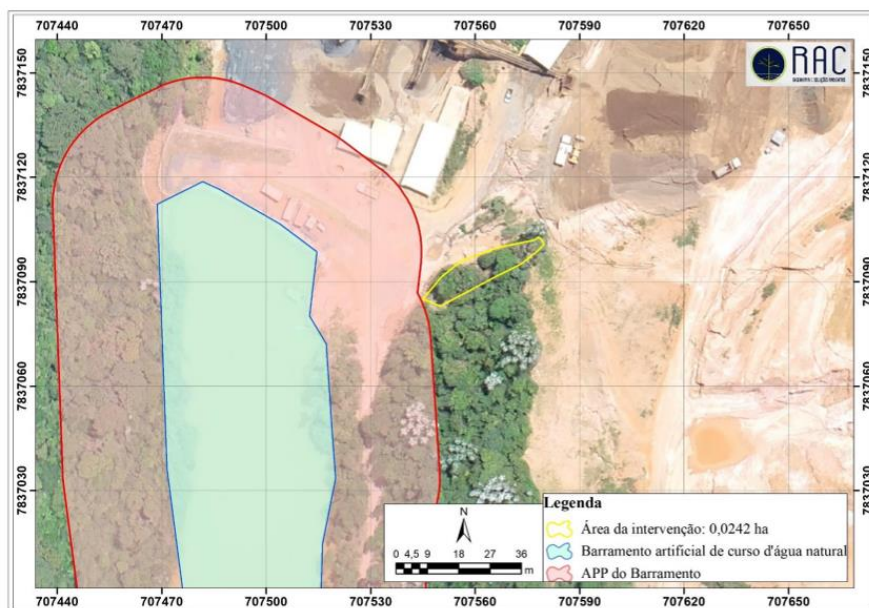 707440 707470 707500 707530 707560 707590 707620 707650
7837150 7837150
RAC
7837120 7837120
7837090 7837090
7837060 7837060
7837030 7837030
Legenda
Área da intervenção: 0,0242 ha
Barramento artificial de curso d'água natural
APP do Barramento
N
0 4,5 9 18 27 36
m
707440 707470 707500 707530 707560 707590 707620 707650